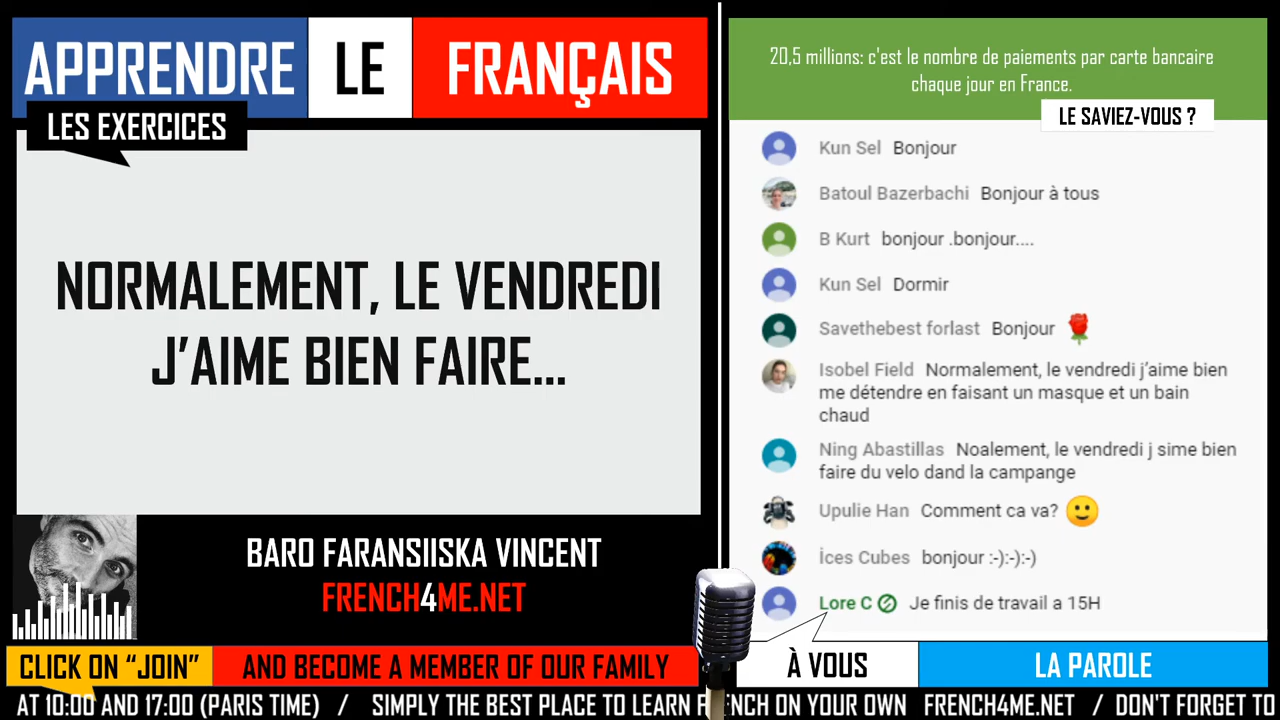 APPRENDRE LE FRANÇAIS
LES EXERCICES
NORMALEMENT, LE VENDREDI
J’AIME BIEN FAIRE...
BARO FARANSIISKA VINCENT
FRENCH4ME.NET
CLICK ON “JOIN” AND BECOME A MEMBER OF OUR FAMILY
20,5 millions: c'est le nombre de paiements par carte bancaire
chaque jour en France.
LE SAVIEZ-VOUS ?
Kun Sel Bonjour
Batoul Bazerbachi Bonjour à tous
B Kurt bonjour .bonjour....
Kun Sel Dormir
Savethebest forlast Bonjour 🌹
Isobel Field Normalement, le vendredi j’aime bien
me détendre en faisant un masque et un bain
chaud
Ning Abastillas Noalement, le vendredi j sime bien
faire du velo dand la campange
Upulie Han Comment ca va? 🙂
İces Cubes bonjour :-):-):-)
Lore C Je finis de travail a 15H
À VOUS LA PAROLE
AT 10:00 AND 17:00 (PARIS TIME) / SIMPLY THE BEST PLACE TO LEARN F NCH ON YOUR OWN FRENCH4ME.NET / DON'T FORGET TO